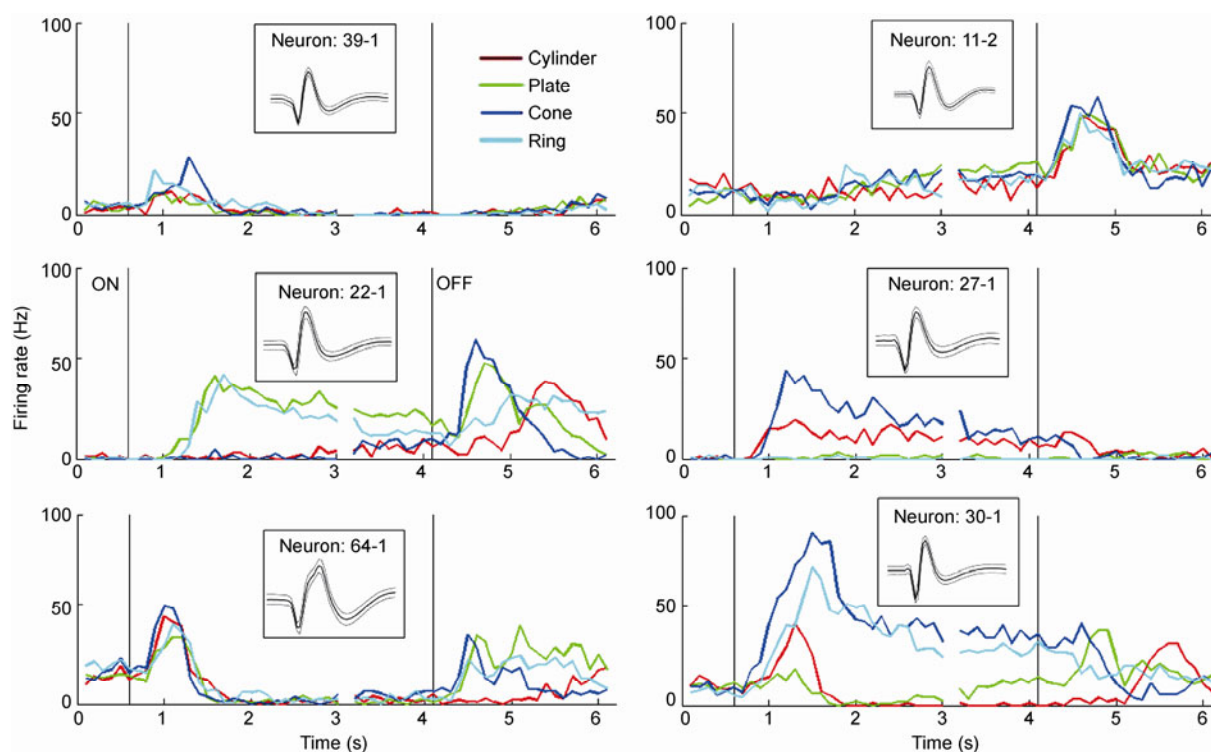 100
50
0
0 1 2 3 4 5 6
Neuron: 39-1
Cylinder
Plate
Cone
Ring
100
50
0
0 1 2 3 4 5 6
Neuron: 11-2
Firing rate (Hz)
100
50
0
0 1 2 3 4 5 6
ON
Neuron: 22-1
OFF
100
50
0
0 1 2 3 4 5 6
Neuron: 27-1
100
50
0
0 1 2 3 4 5 6
Neuron: 64-1
Time (s)
100
50
0
0 1 2 3 4 5 6
Neuron: 30-1
Time (s)